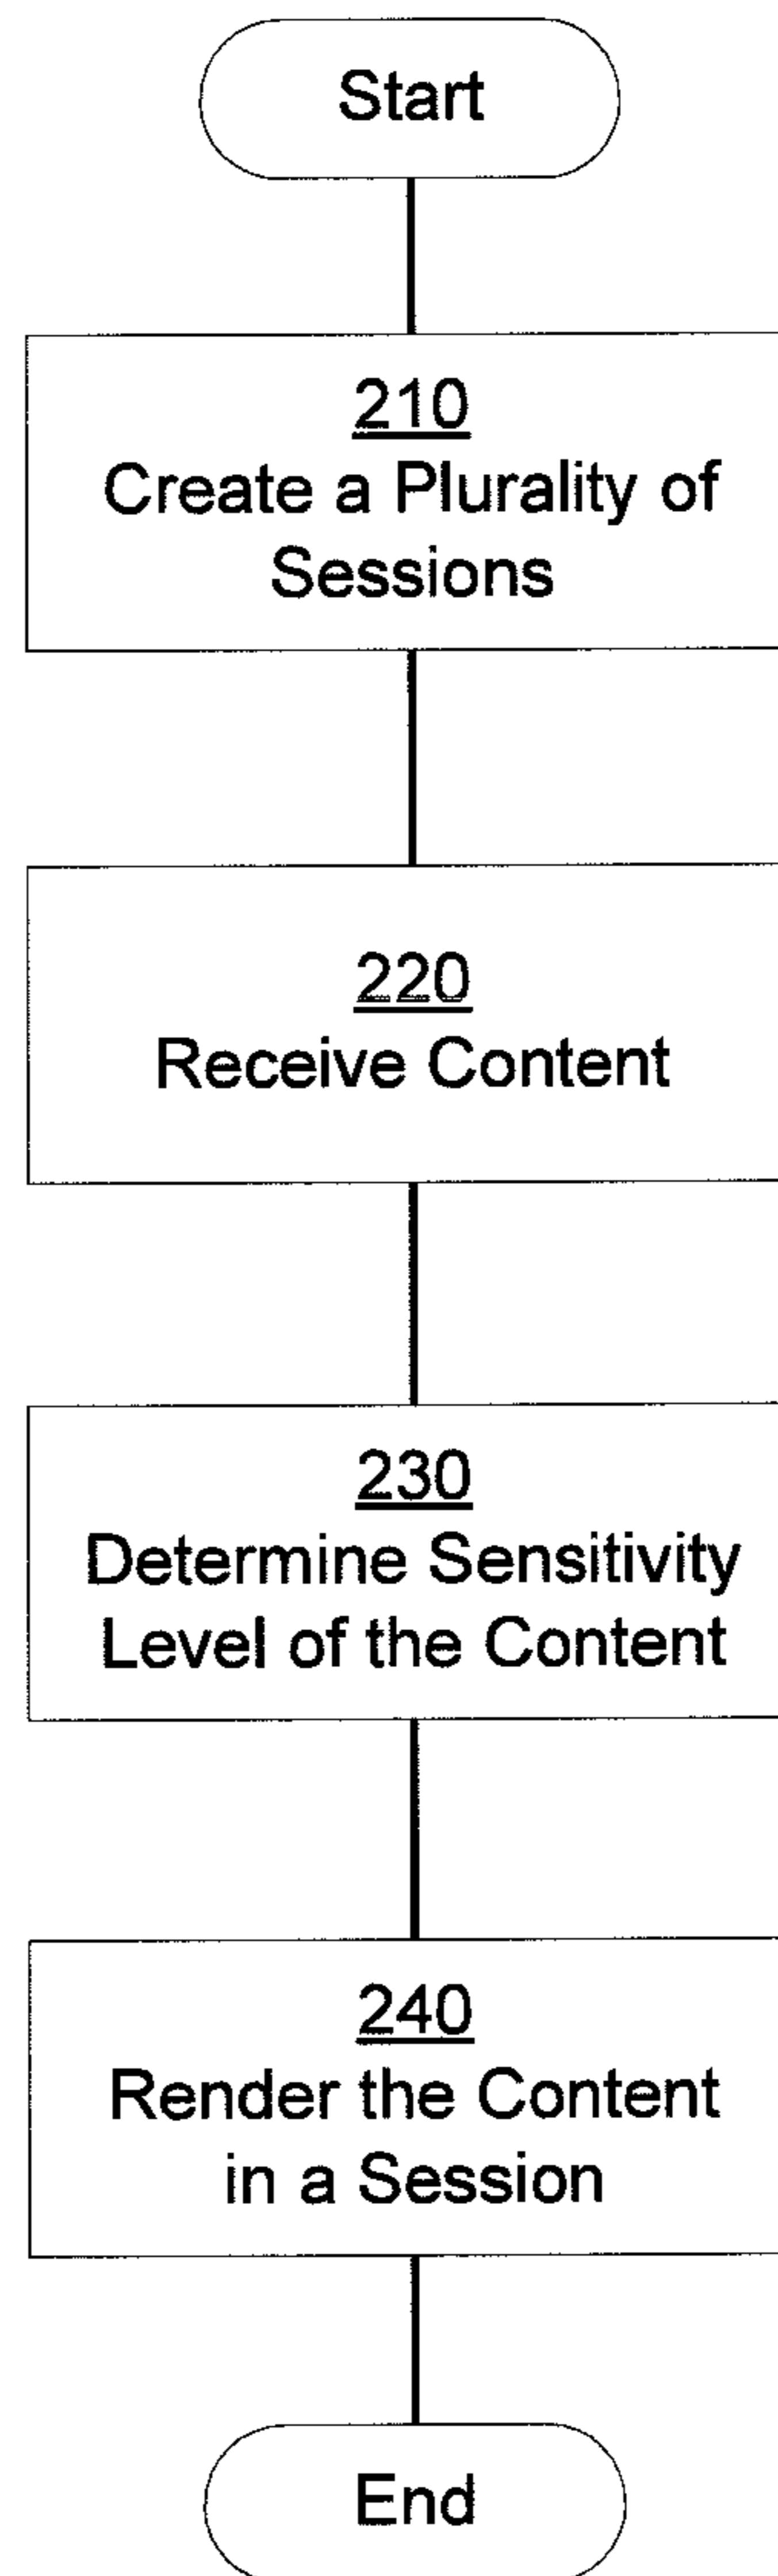 Start
210
Create a Plurality of
Sessions
220
Receive Content
230
Determine Sensitivity
Level of the Content
240
Render the Content
in a Session
End